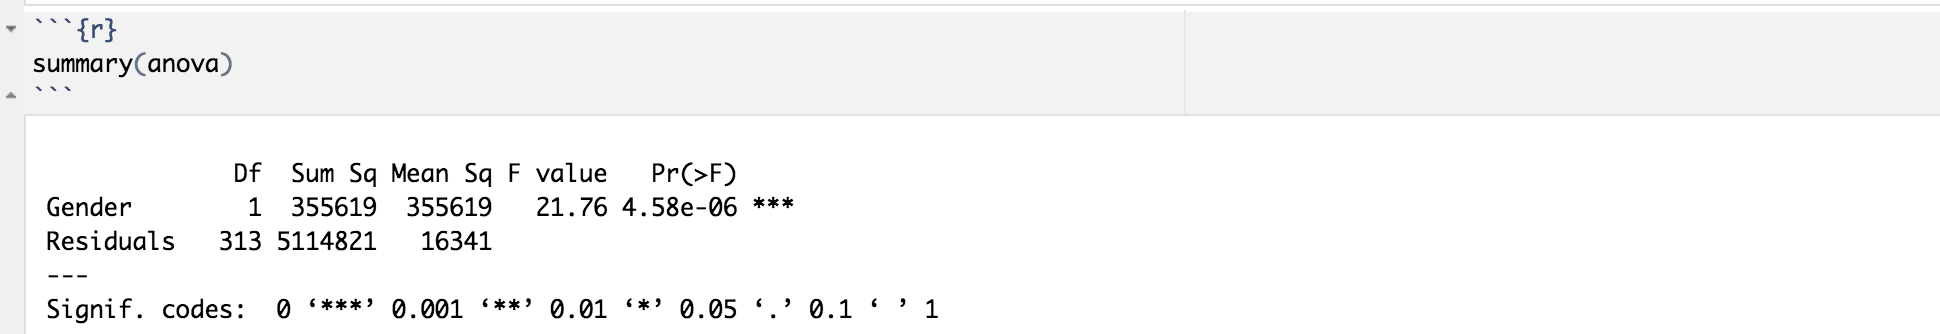 ```{r}
summary(anova)
```
             Df  Sum Sq Mean Sq F value   Pr(>F)
Gender        1  355619  355619   21.76 4.58e-06 ***
Residuals   313 5114821   16341
---
Signif. codes:  0 ‘***’ 0.001 ‘**’ 0.01 ‘*’ 0.05 ‘.’ 0.1 ‘ ’ 1